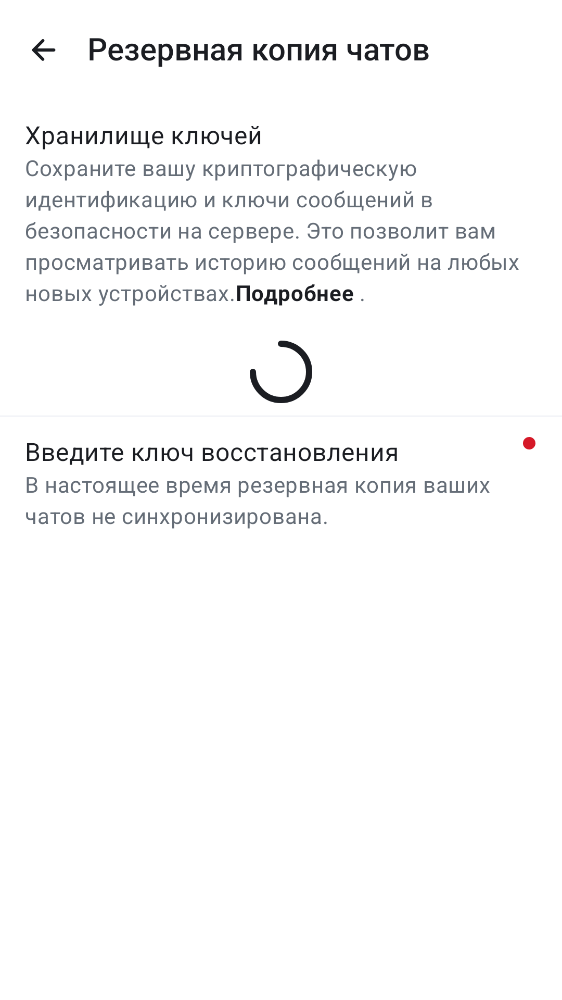 Резервная копия чатов
Хранилище ключей
Сохраните вашу криптографическую
идентификацию и ключи сообщений в
безопасности на сервере. Это позволит вам
просматривать историю сообщений на любых
новых устройствах.Подробнее .
Введите ключ восстановления
В настоящее время резервная копия ваших
чатов не синхронизирована.